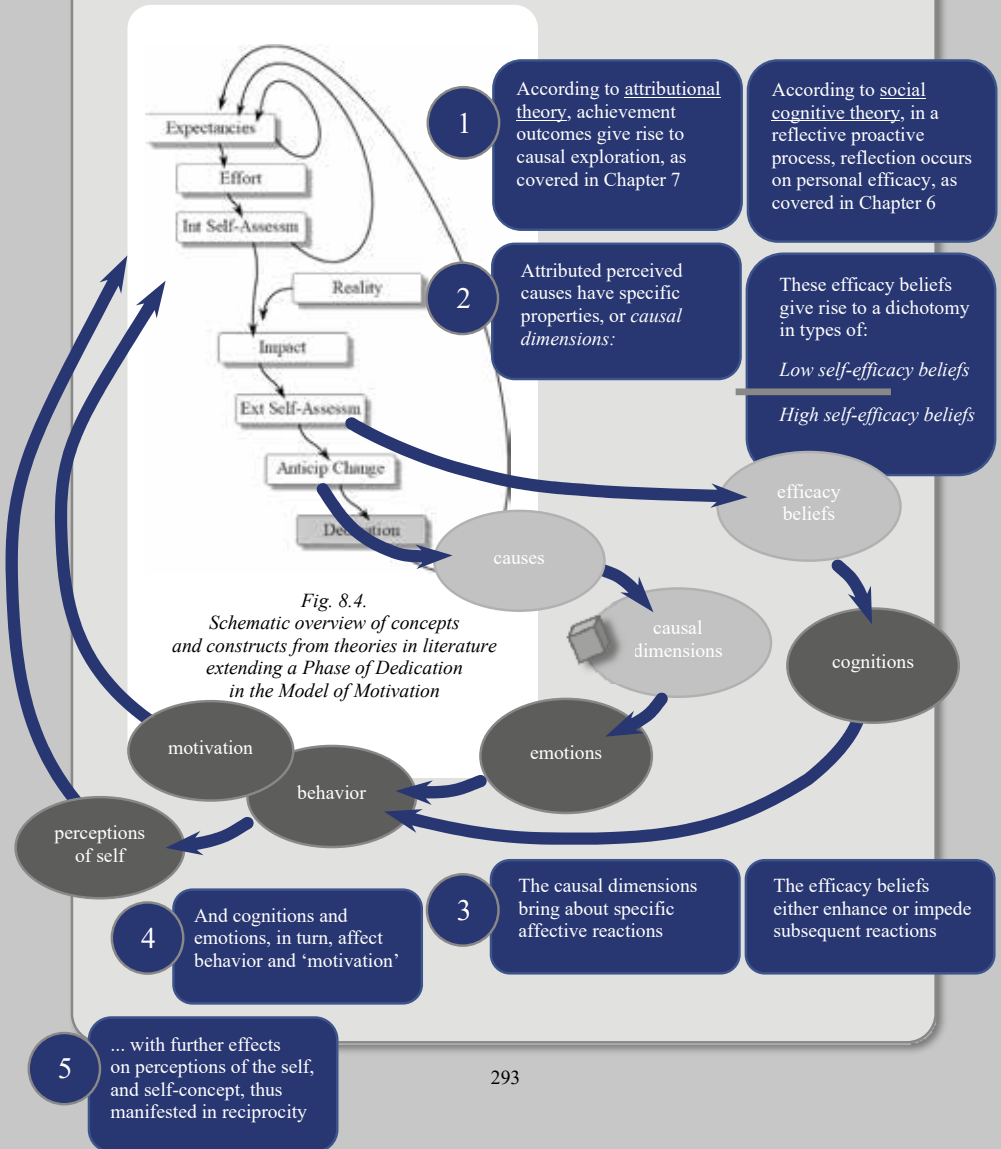 Expectancies
Effort
Int Self-Assessm
Reality
Impact
Ext Self-Assessm
Anticip Change
Fig. 8.4.
Schematic overview of concepts
and constructs from theories in literature
extending a Phase of Dedication
in the Model of Motivation
1
According to attributional
theory, achievement
outcomes give rise to
causal exploration, as
covered in Chapter 7
According to social
cognitive theory, in a
reflective proactive
process, reflection occurs
on personal efficacy, as
covered in Chapter 6
2
Attributed perceived
causes have specific
properties, or causal
dimensions:
These efficacy beliefs
give rise to a dichotomy
in types of:
Low self-efficacy beliefs
High self-efficacy beliefs
efficacy
beliefs
causes
causal
dimensions
cognitions
emotions
motivation
behavior
perceptions
of self
3
The causal dimensions
bring about specific
affective reactions
The efficacy beliefs
either enhance or impede
subsequent reactions
4
And cognitions and
emotions, in turn, affect
behavior and ‘motivation’
5
... with further effects
on perceptions of the self,
and self-concept, thus
manifested in reciprocity
293